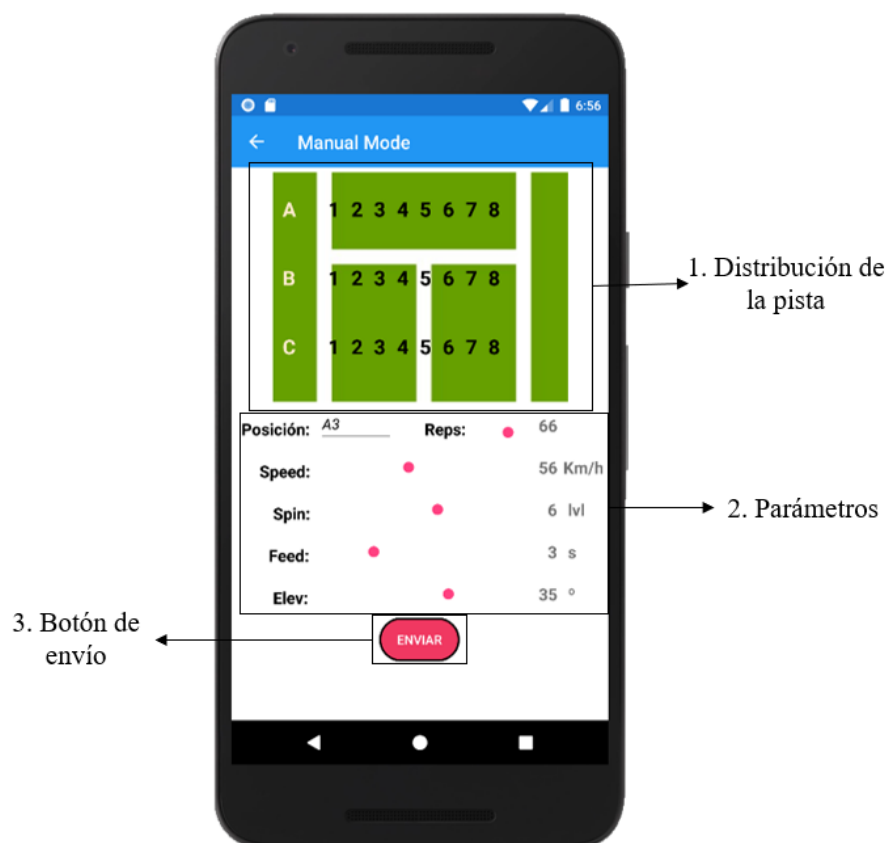 6:56
Manual Mode
A 1 2 3 4 5 6 7 8
B 1 2 3 4 5 6 7 8
C 1 2 3 4 5 6 7 8
1. Distribución de
la pista
Posición: A3 Reps: 66
Speed: 56 Km/h
Spin: 6 lvl
2. Parámetros
Feed: 3 s
Elev: 35 º
3. Botón de
envío
ENVIAR